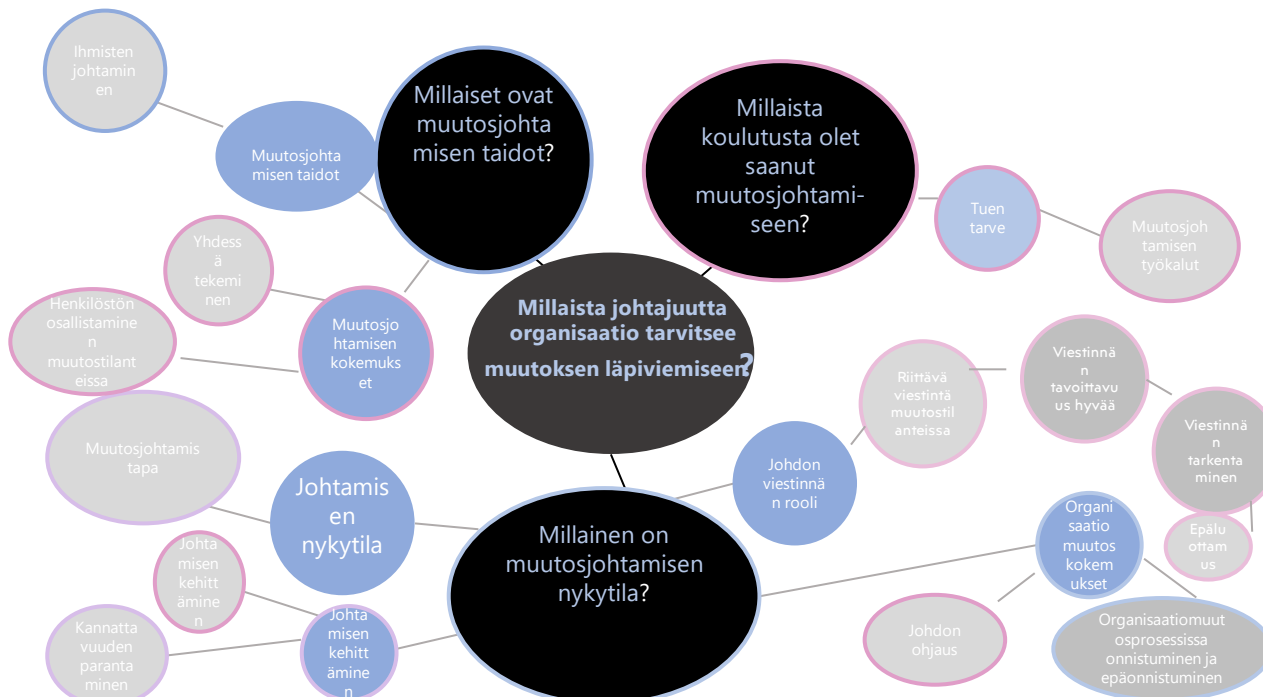 Ihmisten
johtamin
en
Millaiset ovat
muutosjohta
misen taidot?
Millaista
koulutusta olet
saanut
muutosjohtami-
seen?
Muutosjohta
misen taidot
Tuen
tarve
Muutosjoh
tamisen
työkalut
Yhdess
ä
tekemi
nen
Henkilöstön
osallistamine
n
muutostilant
eissa
Muutosjo
htamisen
kokemuks
et
Millaista johtajuutta
organisaatio tarvitsee
muutoksen läpiviemiseen?
Riittävä
viestintä
muutostil
anteissa
Viestinnä
n
tavoittavu
us hyvää
Viestinnä
n
tarkenta
minen
Epälu
ottam
us
Muutosjohtamis
tapa
Johtamis
en
nykytila
Johdon
viestinnä
n rooli
Millainen on
muutosjohtamisen
nykytila?
Organi
saatio
muutos
kokem
ukset
Johta
misen
kehitt
ämine
n
Johta
misen
kehitt
ämine
n
Kannatta
vuuden
paranta
minen
Johdon
ohjaus
Organisaatiomuut
osprosessissa
onnistuminen ja
epäonnistuminen